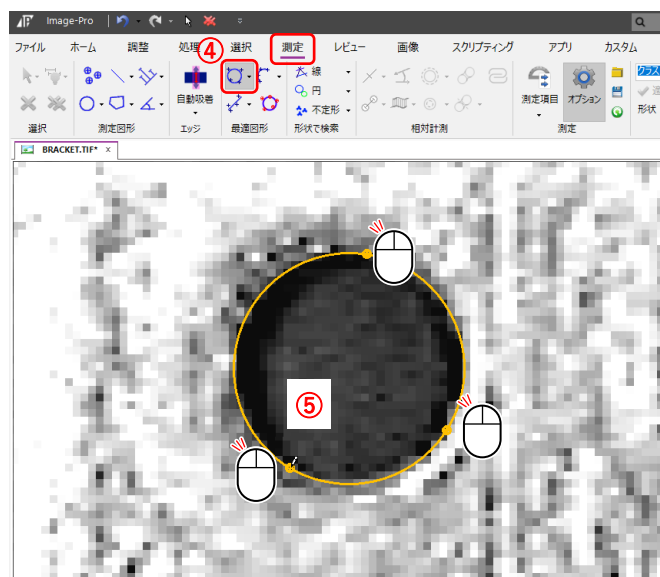 Image-Pro
ファイル ホーム 調整 処理 選択 測定 レビュー 画像 スクリプティング アプリ カスタム
④
自動吸着
線
円
不定形
測定項目
オプション
クラス
形状
選択 測定図形 エッジ 最適図形 形状で検索 相対計測 測定
BRACKET.TIF* ×
⑤